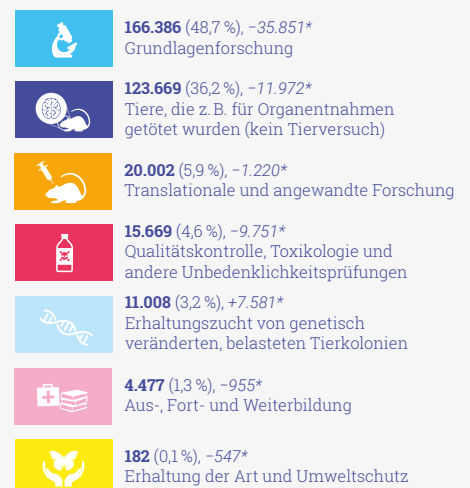 166.386 (48,7 %), −35.851*
Grundlagenforschung
123.669 (36,2 %), −11.972*
Tiere, die z. B. für Organentnahmen
getötet wurden (kein Tierversuch)
20.002 (5,9 %), −1.220*
Translationale und angewandte Forschung
15.669 (4,6 %), −9.751*
Qualitätskontrolle, Toxikologie und
andere Unbedenklichkeitsprüfungen
11.008 (3,2 %), +7.581*
Erhaltungszucht von genetisch
veränderten, belasteten Tierkolonien
4.477 (1,3 %), −955*
Aus-, Fort- und Weiterbildung
182 (0,1 %), −547*
Erhaltung der Art und Umweltschutz